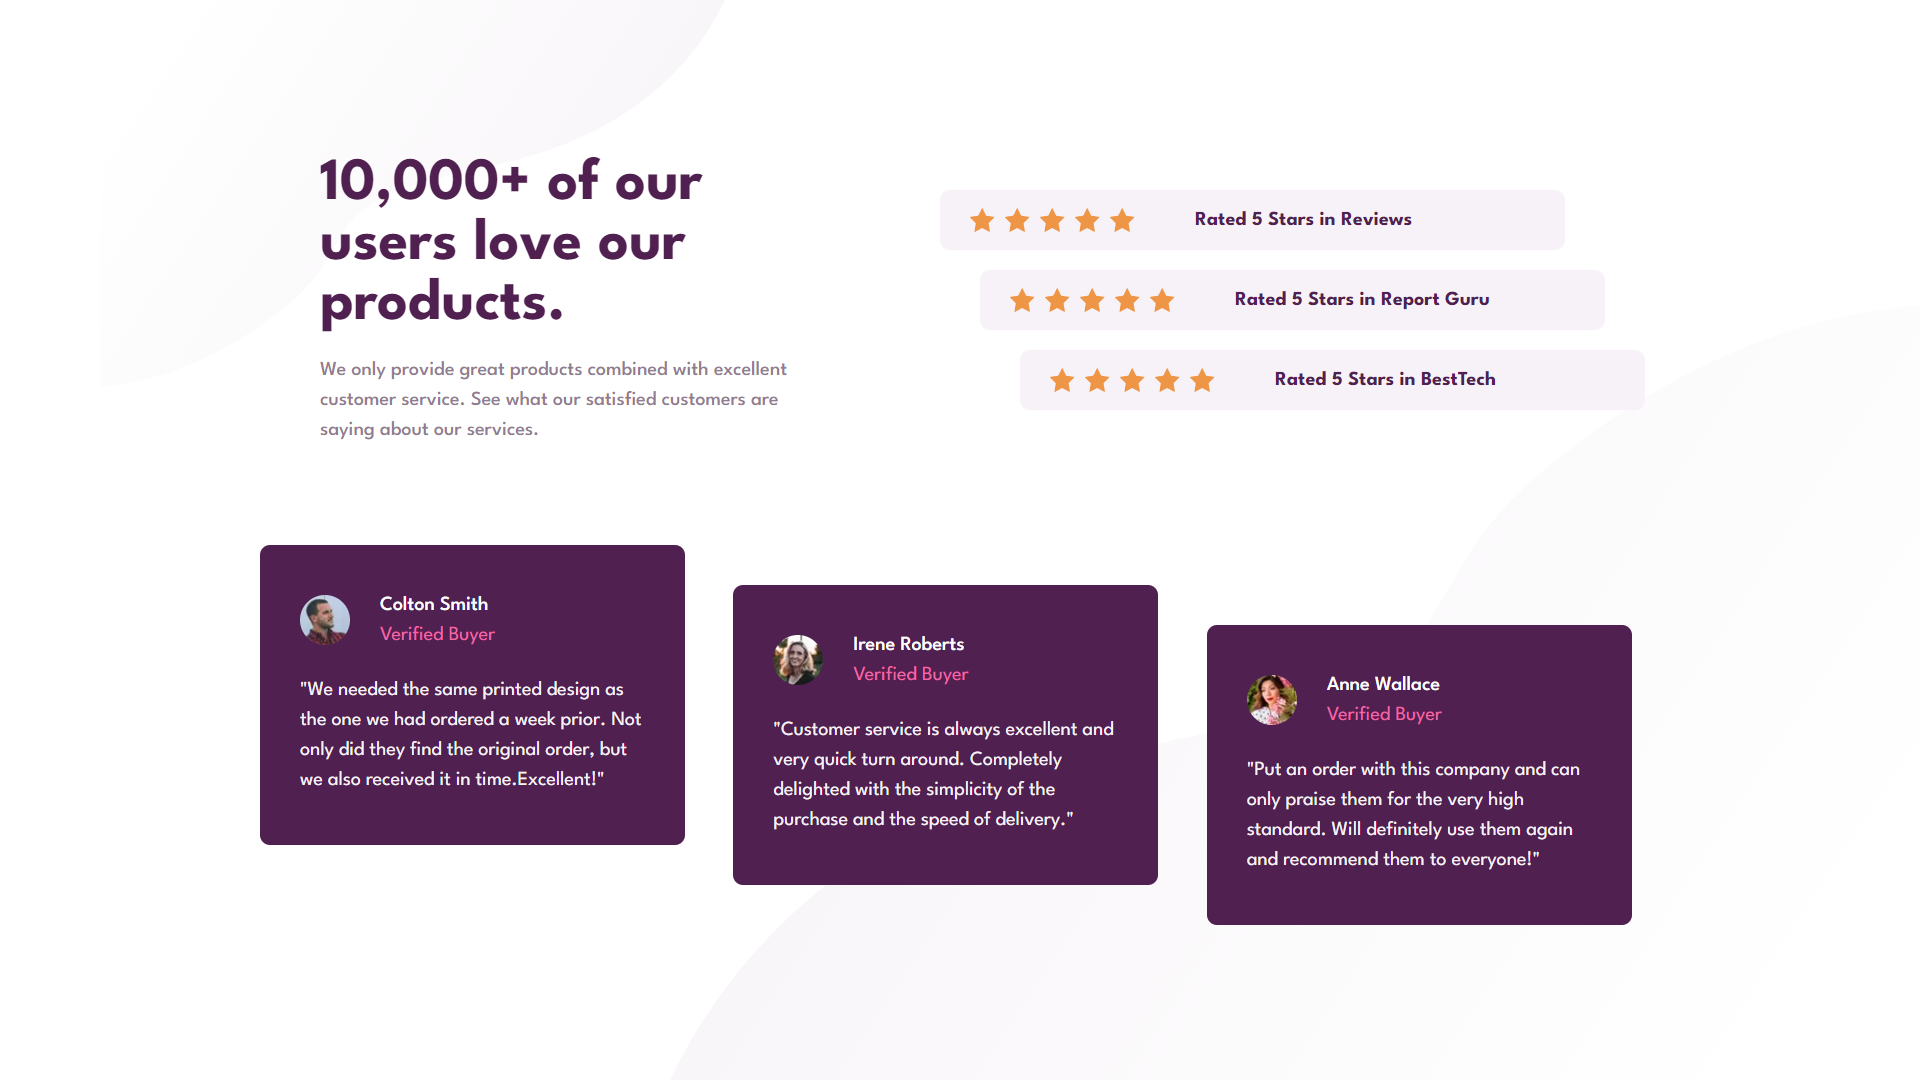 10,000+ of our
users love our
products.
We only provide great products combined with excellent
customer service. See what our satisfied customers are
saying about our services.
Rated 5 Stars in Reviews
Rated 5 Stars in Report Guru
Rated 5 Stars in BestTech
Colton Smith
Verified Buyer
"We needed the same printed design as
the one we had ordered a week prior. Not
only did they find the original order, but
we also received it in time.Excellent!"
Irene Roberts
Verified Buyer
"Customer service is always excellent and
very quick turn around. Completely
delighted with the simplicity of the
purchase and the speed of delivery."
Anne Wallace
Verified Buyer
"Put an order with this company and can
only praise them for the very high
standard. Will definitely use them again
and recommend them to everyone!"